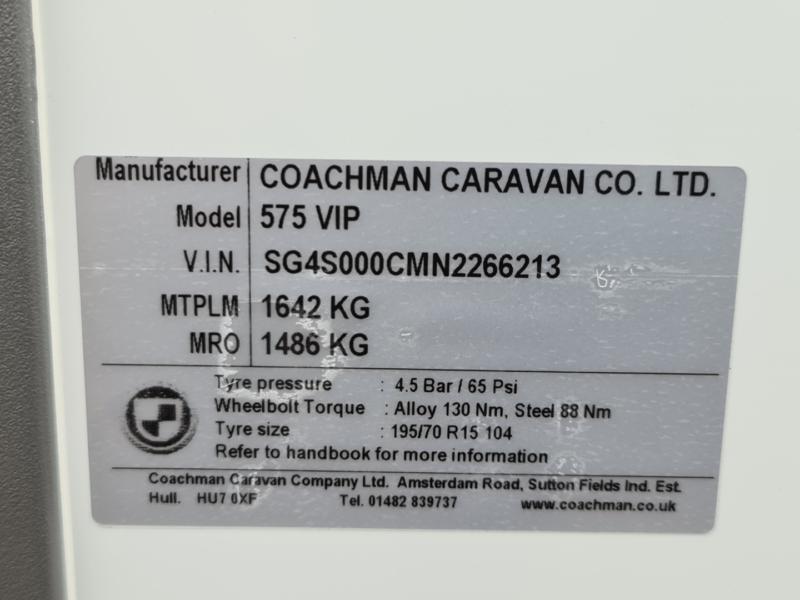 Manufacturer COACHMAN CARAVAN CO. LTD.
Model 575 VIP
V.I.N. SG4S000CMN2266213
MTPLM 1642 KG
MRO 1486 KG
Tyre pressure : 4.5 Bar / 65 Psi
Wheelbolt Torque : Alloy 130 Nm, Steel 88 Nm
Tyre size : 195/70 R15 104
Refer to handbook for more information
Coachman Caravan Company Ltd. Amsterdam Road, Sutton Fields Ind. Est.
Hull. HU7 0XF Tel. 01482 839737 www.coachman.co.uk